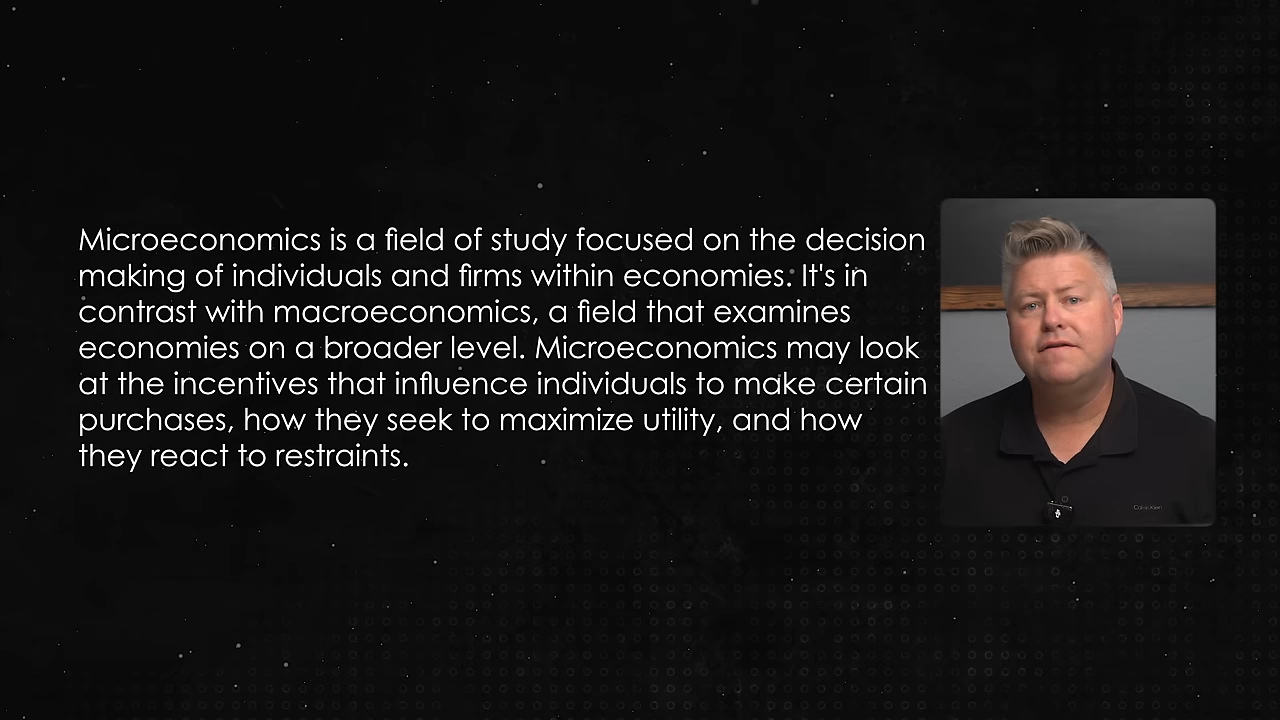 Microeconomics is a field of study focused on the decision
making of individuals and firms within economies. It's in
contrast with macroeconomics, a field that examines
economies on a broader level. Microeconomics may look
at the incentives that influence individuals to make certain
purchases, how they seek to maximize utility, and how
they react to restraints.
Calvin Klein